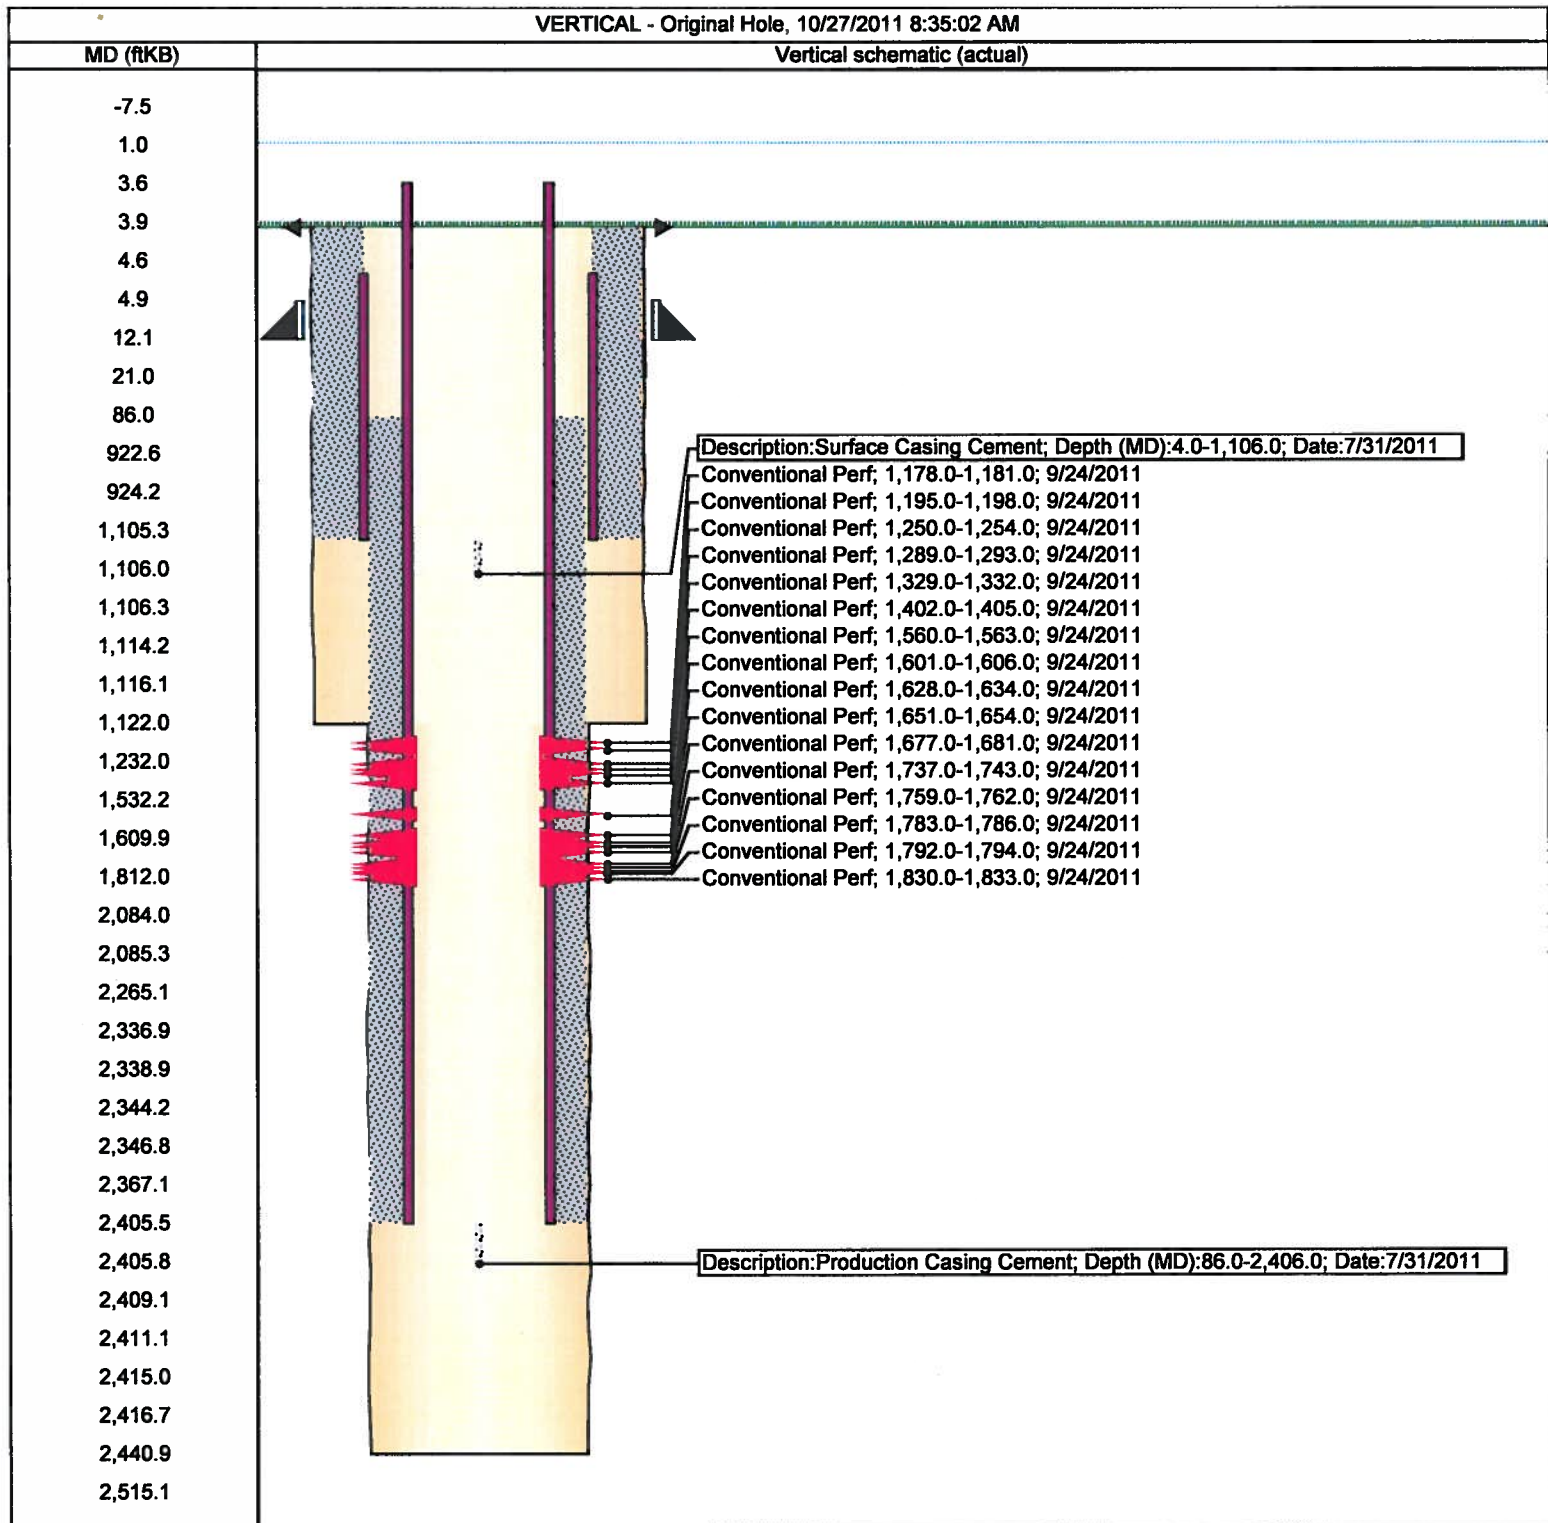 VERTICAL - Original Hole, 10/27/2011 8:35:02 AM
MD (ftKB)
Vertical schematic (actual)
-7.5
1.0
3.6
3.9
4.6
4.9
12.1
21.0
86.0
922.6
924.2
1,105.3
1,106.0
1,106.3
1,114.2
1,116.1
1,122.0
1,232.0
1,532.2
1,609.9
1,812.0
2,084.0
2,085.3
2,265.1
2,336.9
2,338.9
2,344.2
2,346.8
2,367.1
2,405.5
2,405.8
2,409.1
2,411.1
2,415.0
2,416.7
2,440.9
2,515.1
Description:Surface Casing Cement; Depth (MD):4.0-1,106.0; Date:7/31/2011
Conventional Perf; 1,178.0-1,181.0; 9/24/2011
Conventional Perf; 1,195.0-1,198.0; 9/24/2011
Conventional Perf; 1,250.0-1,254.0; 9/24/2011
Conventional Perf; 1,289.0-1,293.0; 9/24/2011
Conventional Perf; 1,329.0-1,332.0; 9/24/2011
Conventional Perf; 1,402.0-1,405.0; 9/24/2011
Conventional Perf; 1,560.0-1,563.0; 9/24/2011
Conventional Perf; 1,601.0-1,606.0; 9/24/2011
Conventional Perf; 1,628.0-1,634.0; 9/24/2011
Conventional Perf; 1,651.0-1,654.0; 9/24/2011
Conventional Perf; 1,677.0-1,681.0; 9/24/2011
Conventional Perf; 1,737.0-1,743.0; 9/24/2011
Conventional Perf; 1,759.0-1,762.0; 9/24/2011
Conventional Perf; 1,783.0-1,786.0; 9/24/2011
Conventional Perf; 1,792.0-1,794.0; 9/24/2011
Conventional Perf; 1,830.0-1,833.0; 9/24/2011
Description:Production Casing Cement; Depth (MD):86.0-2,406.0; Date:7/31/2011